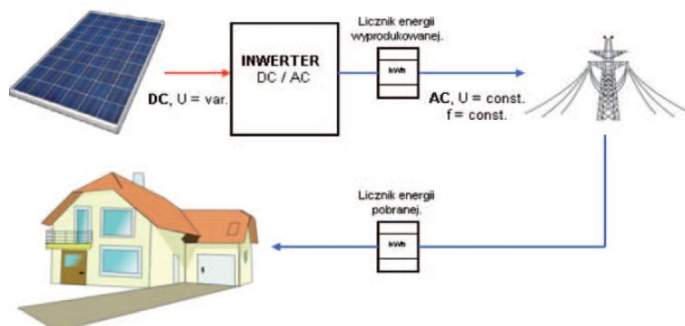 Licznik energii
wyprodukowanej.
INWERTER
DC / AC
kWh
DC, U = var.
AC, U = const.
f = const.
Licznik energii
pobranej.
kWh